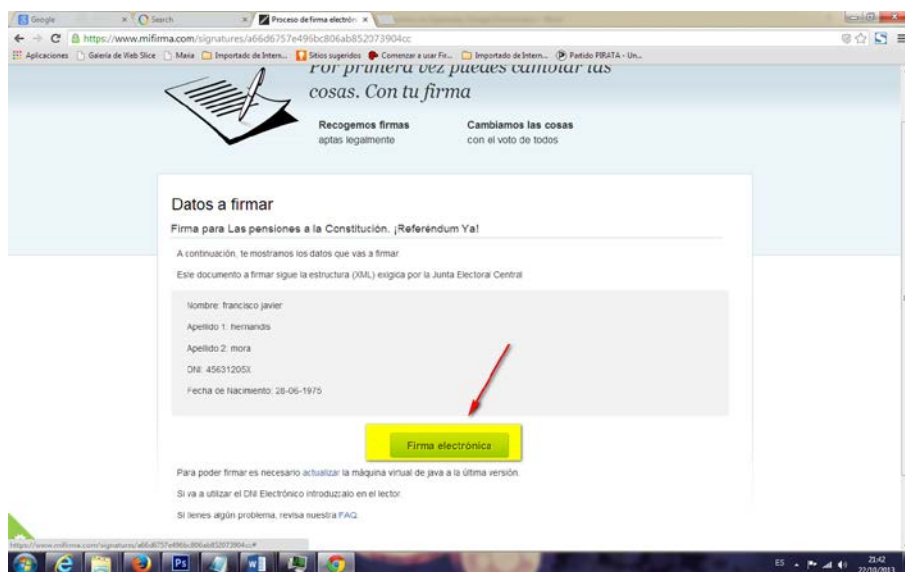 Google
Search
Proceso de firma electrón
https://www.mifirma.com/signatures/a66d6757e496bc806ab852073904cc
Aplicaciones Galería de Web Slice Maxa Importado de Intern... Sitios sugeridos Comenzar a usar Fir... Importado de Intern... Partido PIRATA - Un...
Por primera vez puedes cambiar las
cosas. Con tu firma
Recogemos firmas
aptas legalmente
Cambiamos las cosas
con el voto de todos
Datos a firmar
Firma para Las pensiones a la Constitución. ¡Referéndum Ya!
A continuación, te mostramos los datos que vas a firmar
Este documento a firmar sigue la estructura (XML) exigica por la Junta Electoral Central
Nombre: francisco javier
Apellido 1: hernandis
Apellido 2: mora
DNI: 45631205X
Fecha de Nacimiento: 28-06-1975
Firma electrónica
Para poder firmar es necesario actualizar la máquina virtual de java a la última versión.
Si va a utilizar el DNI Electrónico introduzcalo en el lector.
Si tienes algún problema, revisa nuestra FAQ.
ES
21:42
22/10/2013